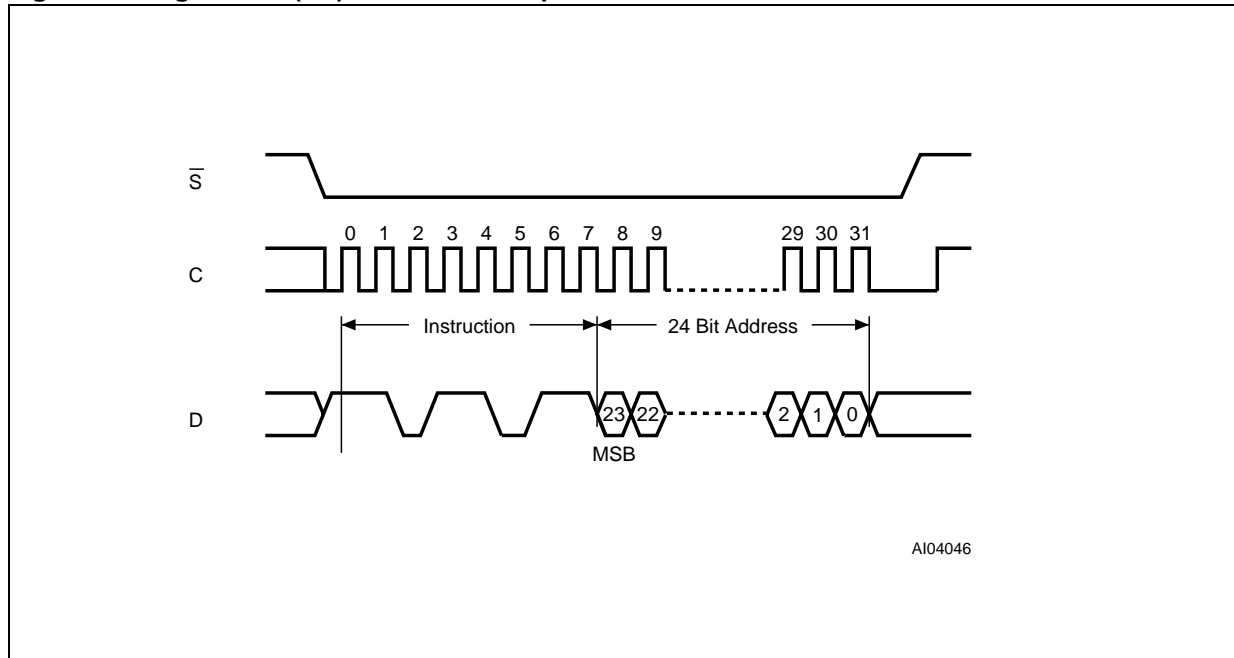 S̅
0 1 2 3 4 5 6 7 8 9 29 30 31
C
Instruction 24 Bit Address
D 23 22 2 1 0
MSB
AI04046